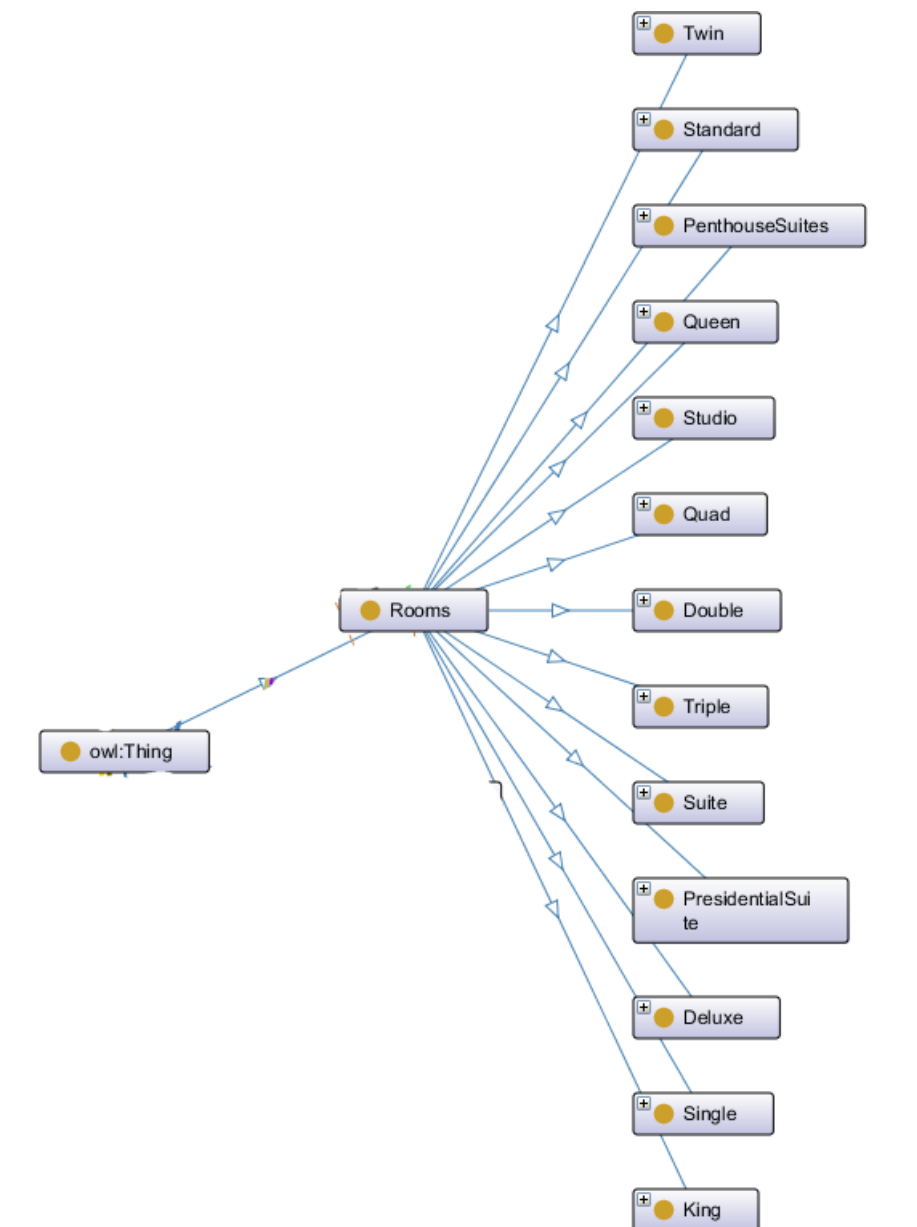 Twin
Standard
PenthouseSuites
Queen
Studio
Quad
Rooms
Double
Triple
owl:Thing
Suite
PresidentialSui
te
Deluxe
Single
King